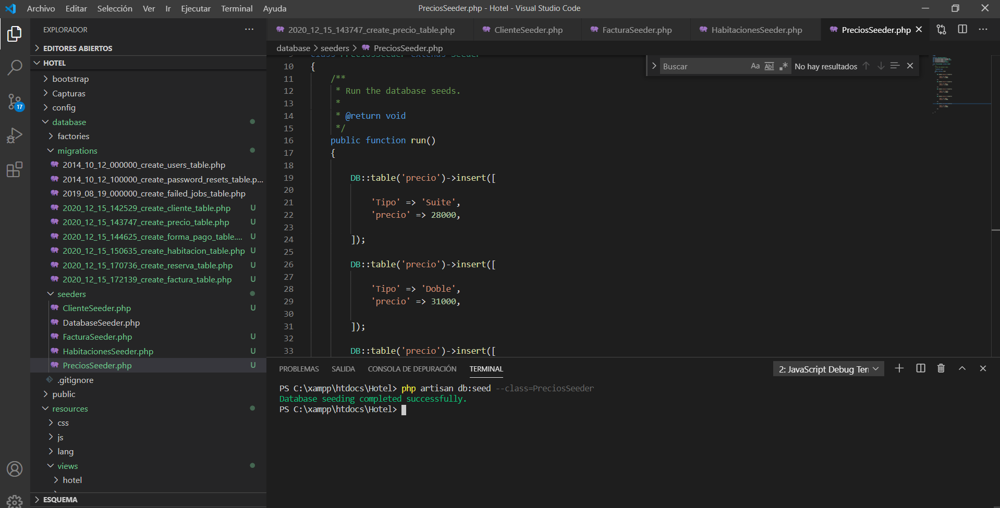 Archivo Editar Selección Ver Ir Ejecutar Terminal Ayuda
PreciosSeeder.php - Hotel - Visual Studio Code
EXPLORADOR
EDITORES ABIERTOS
HOTEL
bootstrap
Capturas
config
database
factories
migrations
2014_10_12_000000_create_users_table.php
2014_10_12_100000_create_password_resets_table.p...
2019_08_19_000000_create_failed_jobs_table.php
2020_12_15_142529_create_cliente_table.php U
2020_12_15_143747_create_precio_table.php U
2020_12_15_144625_create_forma_pago_table.... U
2020_12_15_150635_create_habitacion_table.php U
2020_12_15_170736_create_reserva_table.php U
2020_12_15_172139_create_factura_table.php U
seeders
ClienteSeeder.php U
DatabaseSeeder.php
FacturaSeeder.php U
HabitacionesSeeder.php U
PreciosSeeder.php U
.gitignore
public
resources
css
js
lang
views
hotel
ESQUEMA
17
2020_12_15_143747_create_precio_table.php ClienteSeeder.php FacturaSeeder.php HabitacionesSeeder.php PreciosSeeder.php
database > seeders > PreciosSeeder.php
Buscar Aa Abl .* No hay resultados
9 class PreciosSeeder extends Seeder
10 {
11 /**
12 * Run the database seeds.
13 *
14 * @return void
15 */
16 public function run()
17 {
18
19 DB::table('precio')->insert([
20
21 'Tipo' => 'Suite',
22 'precio' => 28000,
23
24 ]);
25
26 DB::table('precio')->insert([
27
28 'Tipo' => 'Doble',
29 'precio' => 31000,
30
31 ]);
32
33 DB::table('precio')->insert([
PROBLEMAS SALIDA CONSOLA DE DEPURACIÓN TERMINAL
2: JavaScript Debug Ter
PS C:\xampp\htdocs\Hotel> php artisan db:seed --class=PreciosSeeder
Database seeding completed successfully.
PS C:\xampp\htdocs\Hotel>